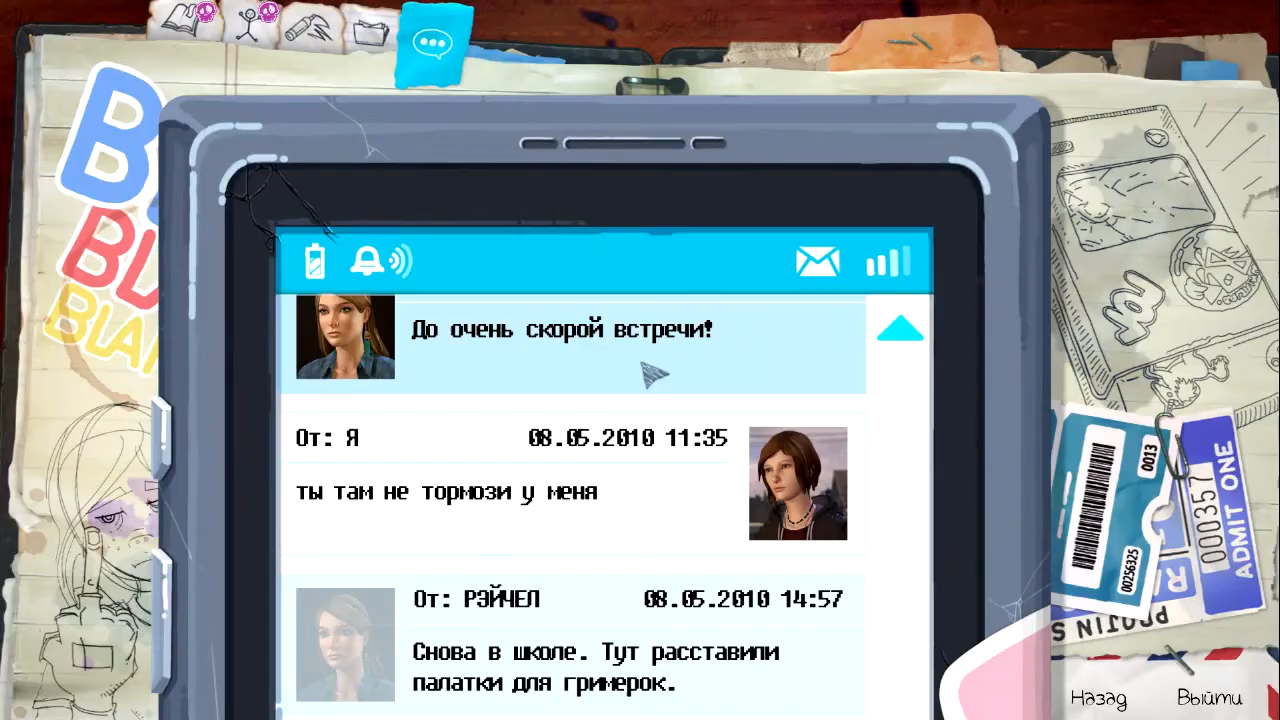 До очень скорой встречи!
От: Я 08.05.2010 11:35
ты там не тормози у меня
От: РЭЙЧЕЛ 08.05.2010 14:57
Снова в школе. Тут расставили
палатки для гримерок.
0013
00256325
000357
ADMIT ONE
Назад Выйти